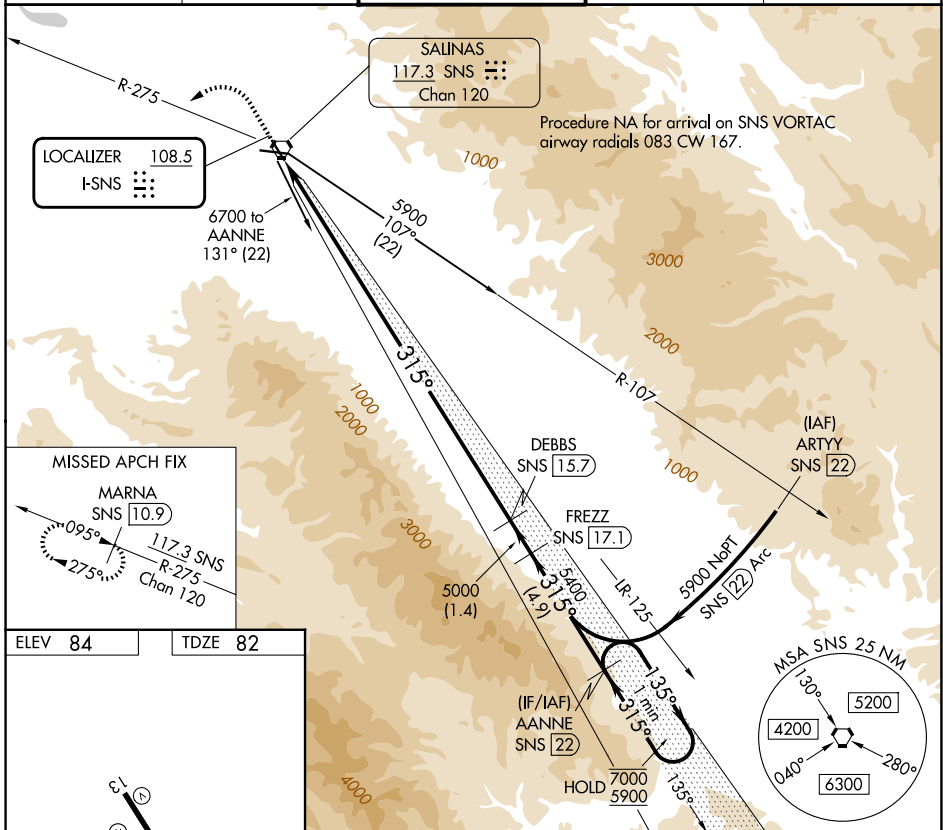 SALINAS
117.3 SNS
Chan 120
R-275
LOCALIZER 108.5
I-SNS
Procedure NA for arrival on SNS VORTAC
airway radials 083 CW 167.
1000
6700 to
AANNE
131° (22)
5900
107°
(22)
3000
2000
315°
1000
2000
R-107
(IAF)
ARTYY
SNS 22
1000
DEBBS
SNS 15.7
MISSED APCH FIX
MARNA
SNS 10.9
095°
275°
117.3 SNS
R-275
Chan 120
3000
FREZZ
SNS 17.1
5000
(1.4)
5400
(4.9)
315°
LR-125
5900 NoPT
SNS 22 Arc
ELEV 84
TDZE 82
(IF/IAF)
AANNE
SNS 22
135°
1 min
315°
HOLD 7000
5900
135°
MSA SNS 25 NM
130°
5200
4200
040°
280°
6300
4000
13
V